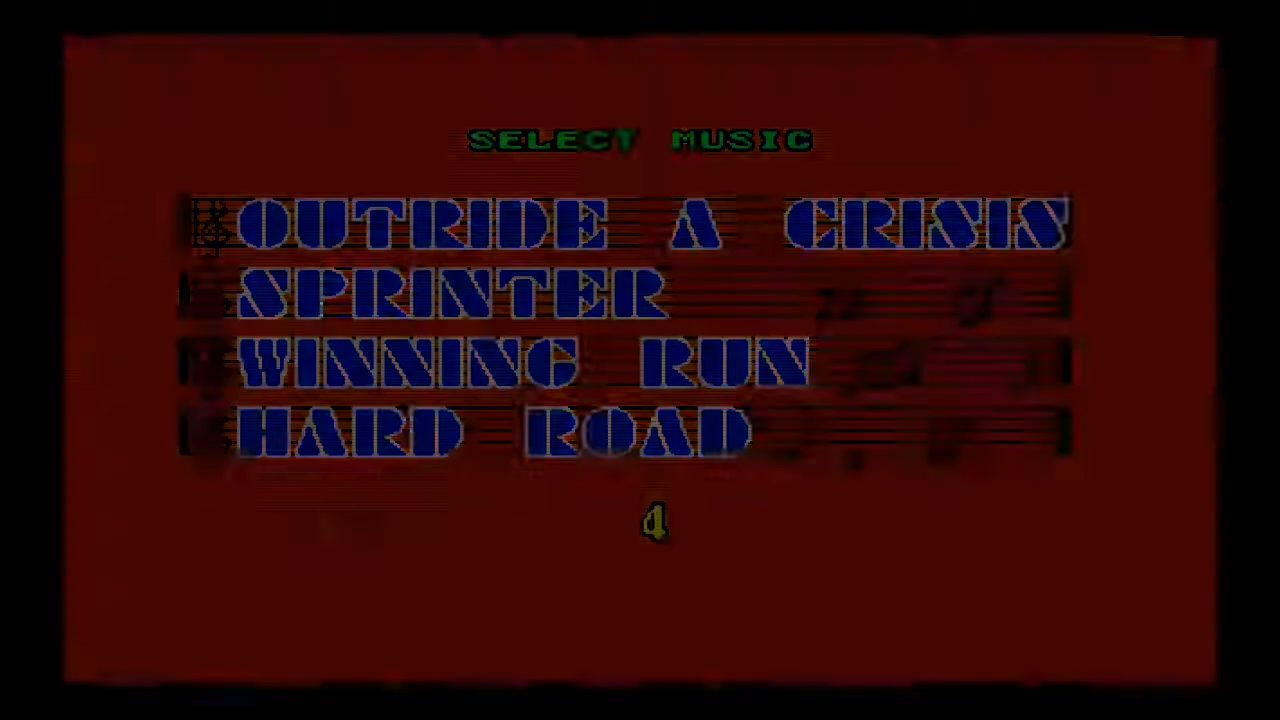 SELECT MUSIC
OUTRIDE A CRISIS
SPRINTER
WINNING RUN
HARD ROAD
4